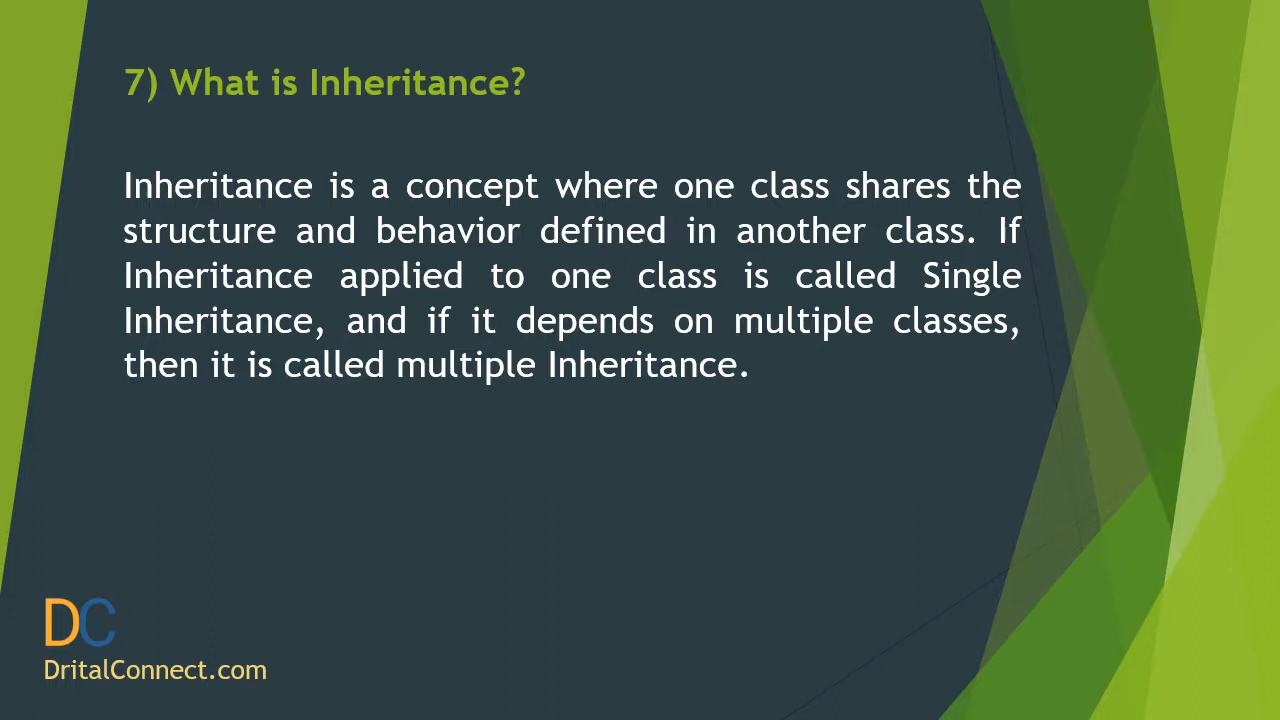 7) What is Inheritance?
Inheritance is a concept where one class shares the
structure and behavior defined in another class. If
Inheritance applied to one class is called Single
Inheritance, and if it depends on multiple classes,
then it is called multiple Inheritance.
DC
DritalConnect.com